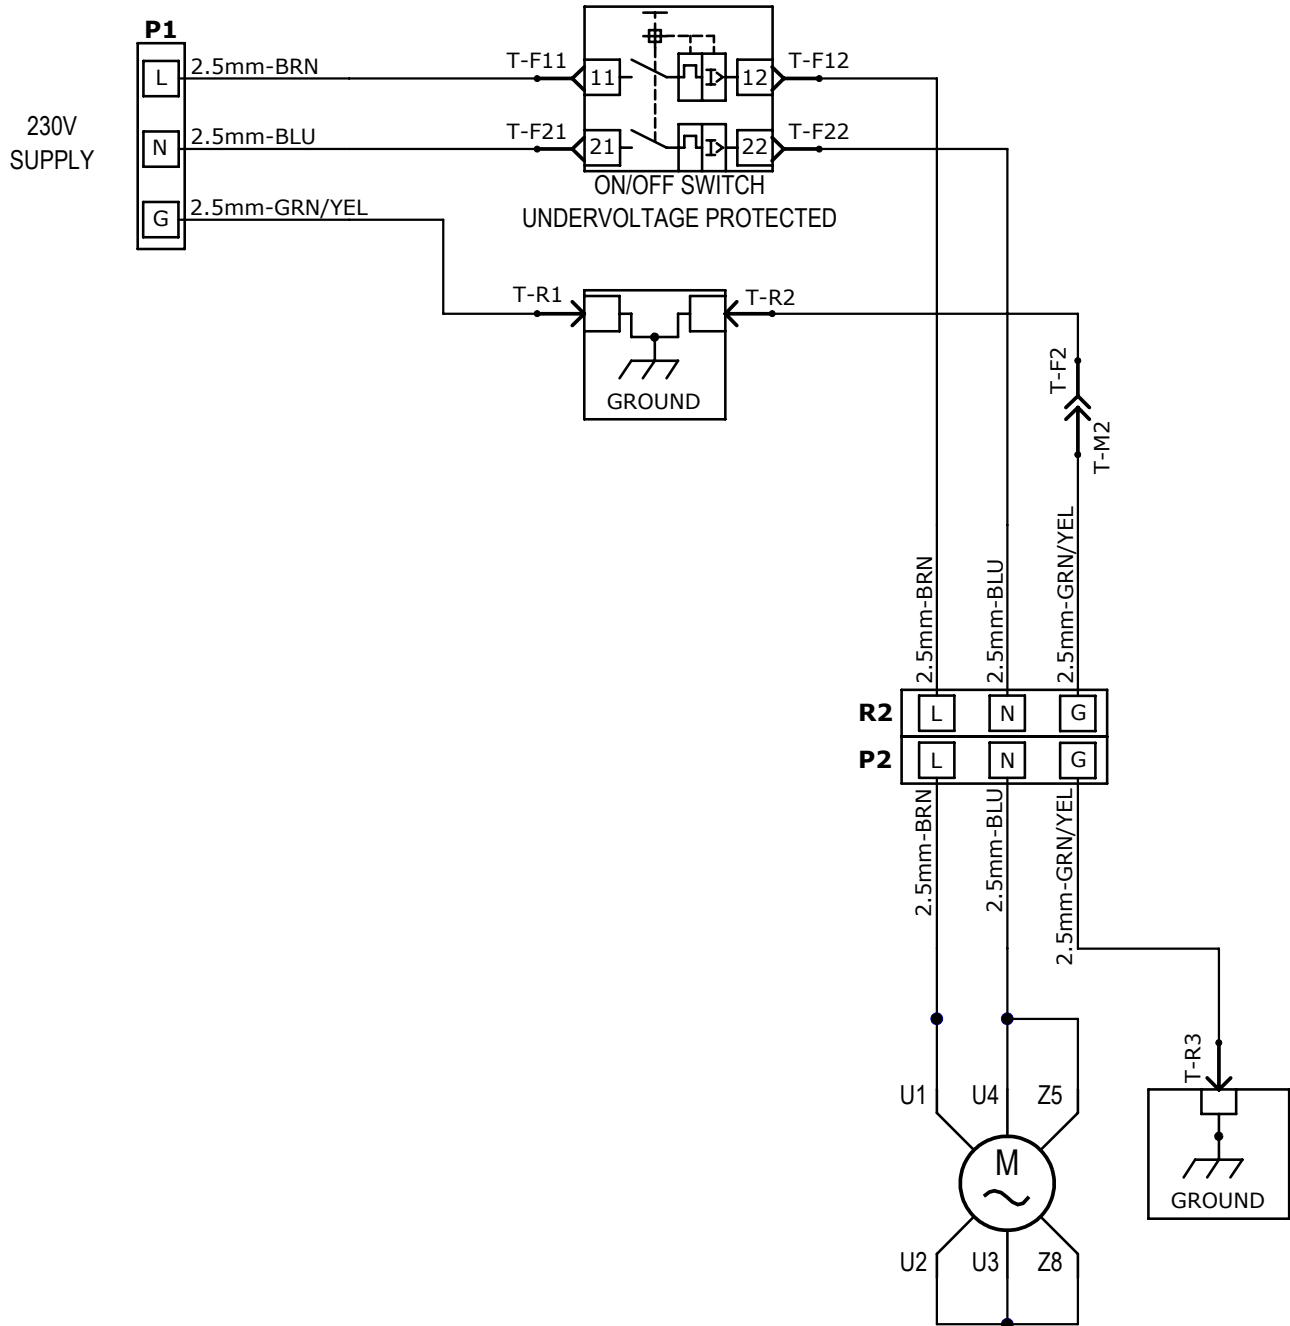 P1
L
2.5mm-BRN
T-F11
11
12
T-F12
230V
SUPPLY
N
2.5mm-BLU
T-F21
21
22
T-F22
ON/OFF SWITCH
UNDERVOLTAGE PROTECTED
G
2.5mm-GRN/YEL
T-R1
T-R2
GROUND
T-F2
T-M2
2.5mm-BRN
2.5mm-BLU
2.5mm-GRN/YEL
R2
L
N
G
P2
L
N
G
2.5mm-BRN
2.5mm-BLU
2.5mm-GRN/YEL
T-R3
U1
U4
Z5
M
GROUND
U2
U3
Z8